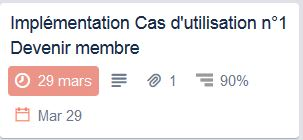 Implémentation Cas d'utilisation n°1
Devenir membre
29 mars 1 90%
Mar 29